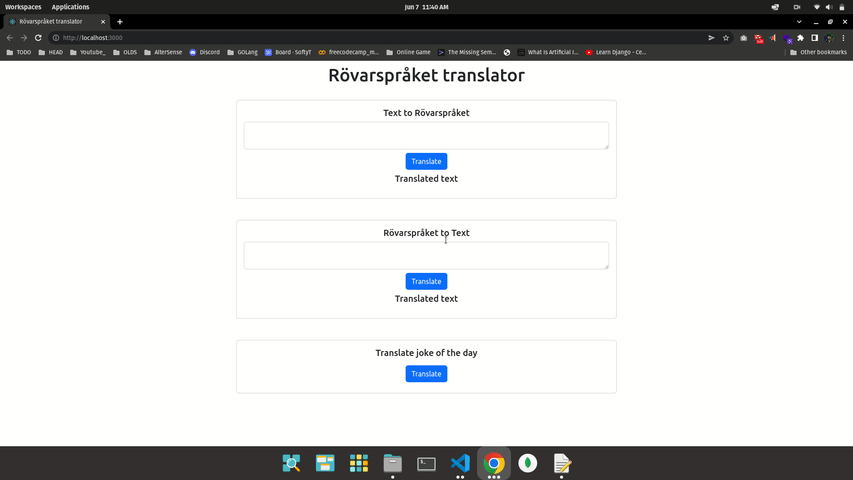 Workspaces Applications Jun 7 11:40 AM
Rövarspråket translator
http://localhost:3000
TODO HEAD Youtube_ OLDS AlterSense Discord GOLang Board - SoftyT freecodecamp_m... Online Game The Missing Sem... What Is Artificial I... Learn Django - Ce... Other bookmarks
Rövarspråket translator
Text to Rövarspråket
Translate
Translated text
Rövarspråket to Text
Translate
Translated text
Translate joke of the day
Translate